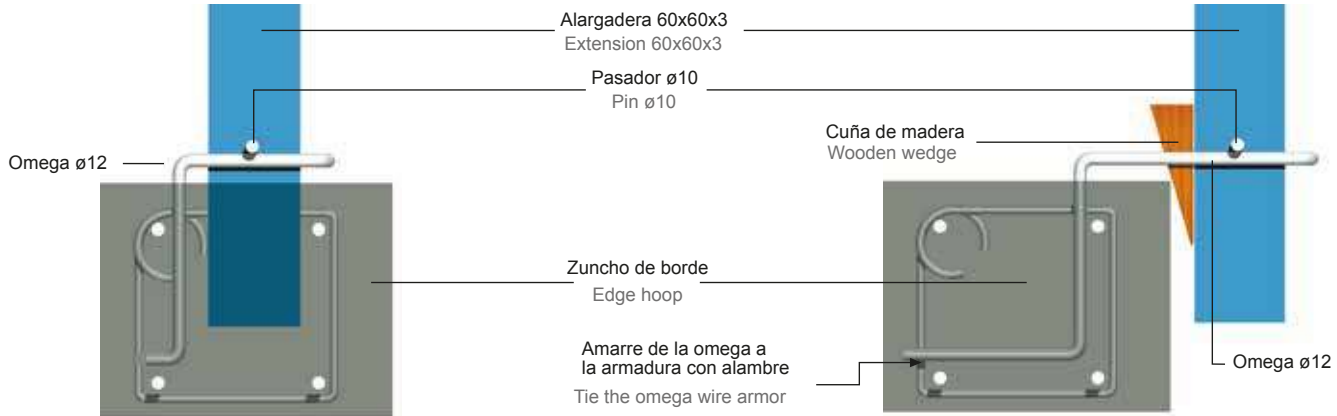 Alargadera 60x60x3
Extension 60x60x3
Pasador ø10
Pin ø10
Omega ø12
Cuña de madera
Wooden wedge
Zuncho de borde
Edge hoop
Amarre de la omega a
la armadura con alambre
Tie the omega wire armor
Omega ø12